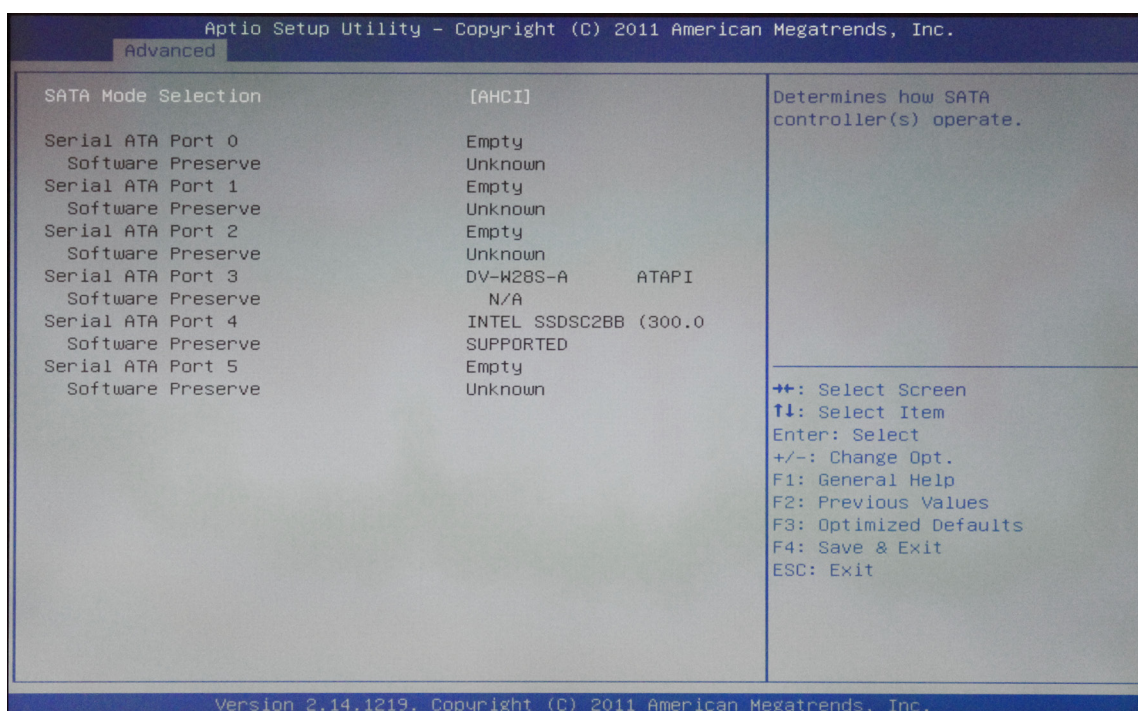 Aptio Setup Utility – Copyright (C) 2011 American Megatrends, Inc.
Advanced
SATA Mode Selection [AHCI]
Serial ATA Port 0 Empty
Software Preserve Unknown
Serial ATA Port 1 Empty
Software Preserve Unknown
Serial ATA Port 2 Empty
Software Preserve Unknown
Serial ATA Port 3 DV-W28S-A ATAPI
Software Preserve N/A
Serial ATA Port 4 INTEL SSDSC2BB (300.0
Software Preserve SUPPORTED
Serial ATA Port 5 Empty
Software Preserve Unknown
Determines how SATA
controller(s) operate.
→←: Select Screen
↑↓: Select Item
Enter: Select
+/-: Change Opt.
F1: General Help
F2: Previous Values
F3: Optimized Defaults
F4: Save & Exit
ESC: Exit
Version 2.14.1219. Copyright (C) 2011 American Megatrends, Inc.